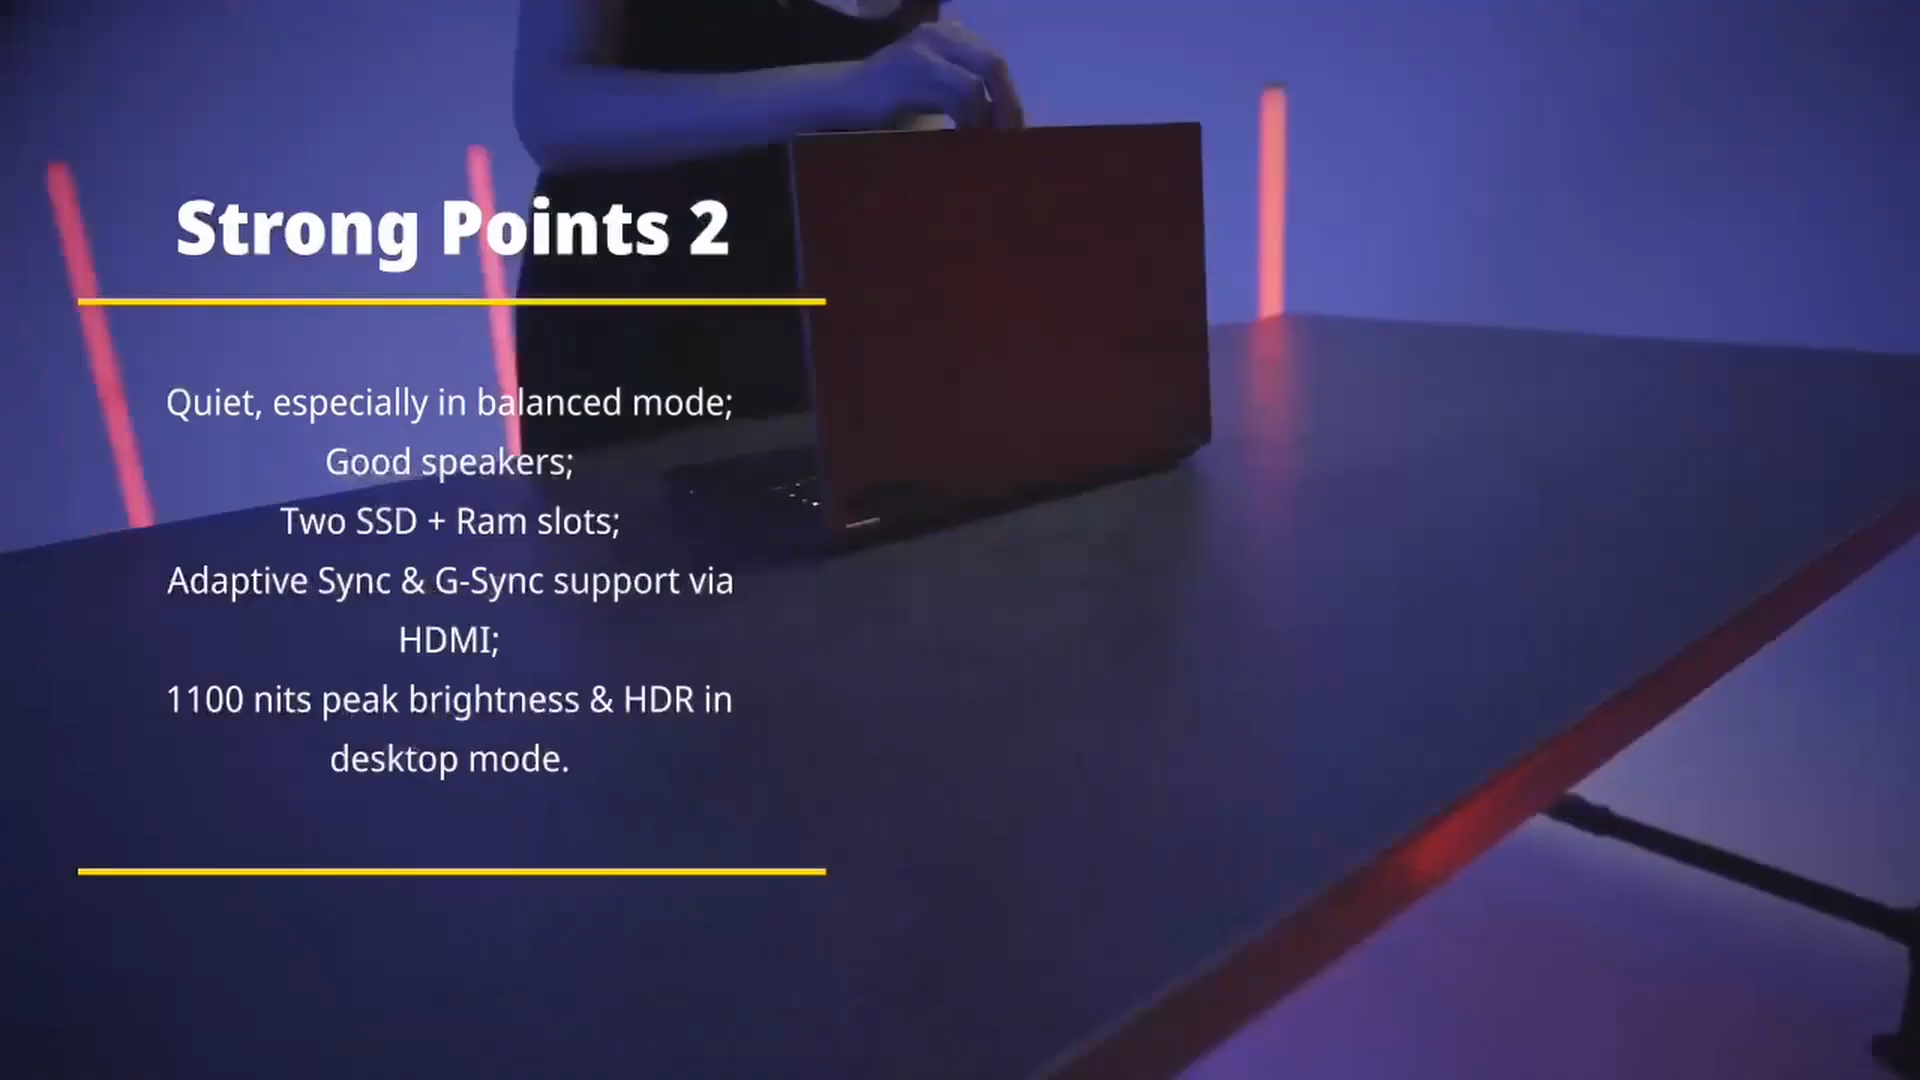 Strong Points 2
Quiet, especially in balanced mode;
Good speakers;
Two SSD + Ram slots;
Adaptive Sync & G-Sync support via
HDMI;
1100 nits peak brightness & HDR in
desktop mode.